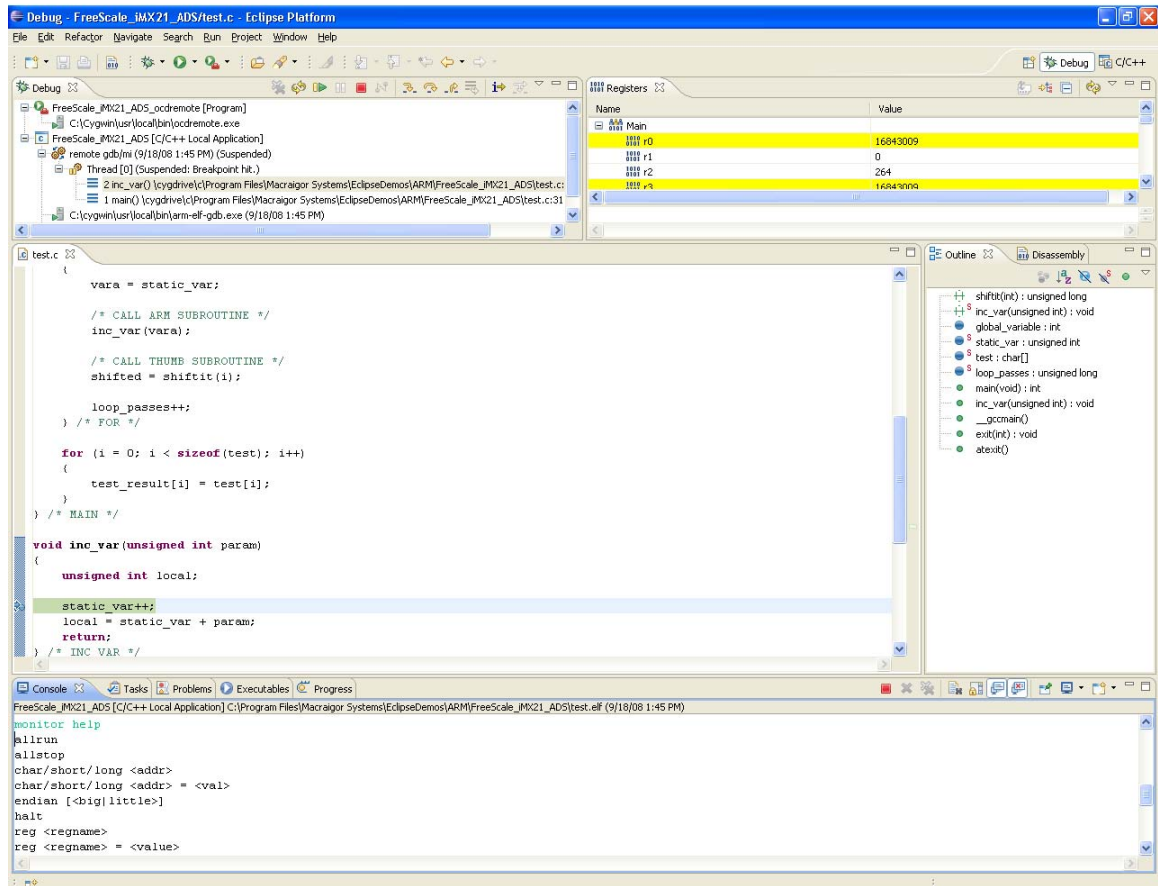 Debug - FreeScale_iMX21_ADS/test.c - Eclipse Platform
File Edit Refactor Navigate Search Run Project Window Help
Debug C/C++
Debug
FreeScale_iMX21_ADS_ocdremote [Program]
C:\Cygwin\usr\local\bin\ocdremote.exe
FreeScale_iMX21_ADS [C/C++ Local Application]
remote gdb/mi (9/18/08 1:45 PM) (Suspended)
Thread [0] (Suspended: Breakpoint hit.)
2 inc_var() \cygdrive\c\Program Files\Macraigor Systems\EclipseDemos\ARM\FreeScale_iMX21_ADS\test.c:
1 main() \cygdrive\c\Program Files\Macraigor Systems\EclipseDemos\ARM\FreeScale_iMX21_ADS\test.c:31
C:\cygwin\usr\local\bin\arm-elf-gdb.exe (9/18/08 1:45 PM)
Registers
Name Value
Main
r0 16843009
r1 0
r2 264
r3 16843009
test.c
{
vara = static_var;
/* CALL ARM SUBROUTINE */
inc_var(vara);
/* CALL THUMB SUBROUTINE */
shifted = shiftit(i);
loop_passes++;
} /* FOR */
for (i = 0; i < sizeof(test); i++)
{
test_result[i] = test[i];
}
} /* MAIN */
void inc_var(unsigned int param)
{
unsigned int local;
static_var++;
local = static_var + param;
return;
} /* INC VAR */
Outline Disassembly
shiftit(int) : unsigned long
inc_var(unsigned int) : void
global_variable : int
static_var : unsigned int
test : char[]
loop_passes : unsigned long
main(void) : int
inc_var(unsigned int) : void
__gccmain()
exit(int) : void
atexit()
Console Tasks Problems Executables Progress
FreeScale_iMX21_ADS [C/C++ Local Application] C:\Program Files\Macraigor Systems\EclipseDemos\ARM\FreeScale_iMX21_ADS\test.elf (9/18/08 1:45 PM)
monitor help
allrun
allstop
char/short/long <addr>
char/short/long <addr> = <val>
endian [<big|little>]
halt
reg <regname>
reg <regname> = <value>